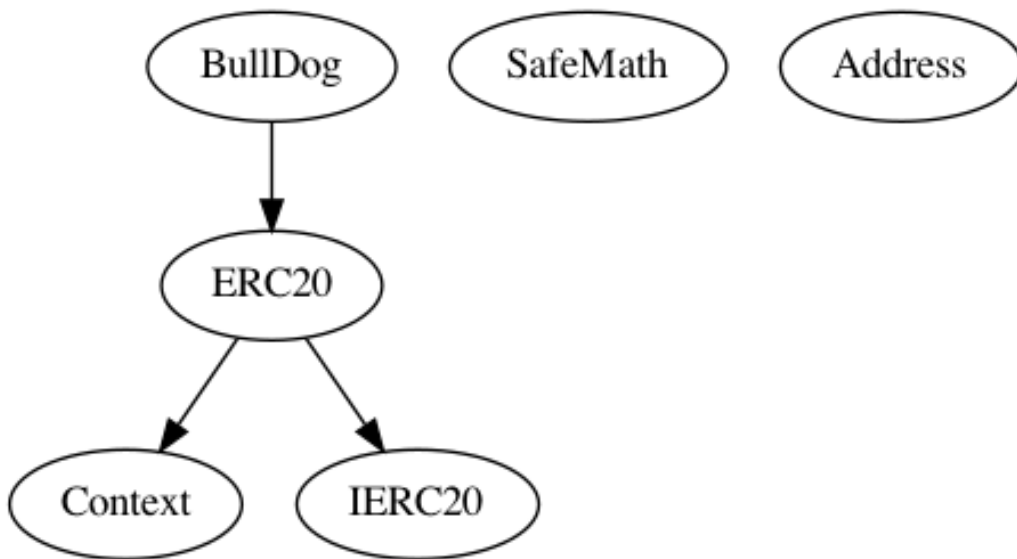 BullDog
SafeMath
Address
ERC20
Context
IERC20